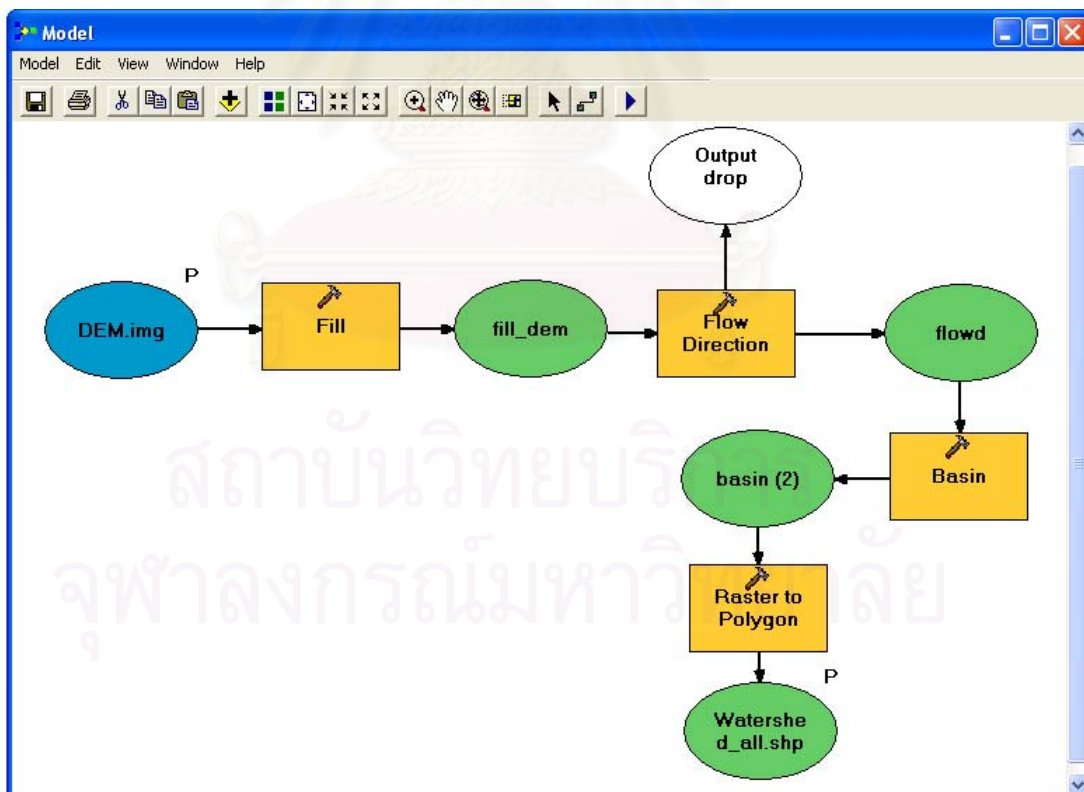 Model
Model Edit View Window Help
Output
drop
P
DEM.img
Fill
fill_dem
Flow
Direction
flowd
basin (2)
Basin
สถาบันวิทยบริการ
จุฬาลงกรณ์มหาวิทยาลัย
Raster to
Polygon
P
Watershe
d_all.shp